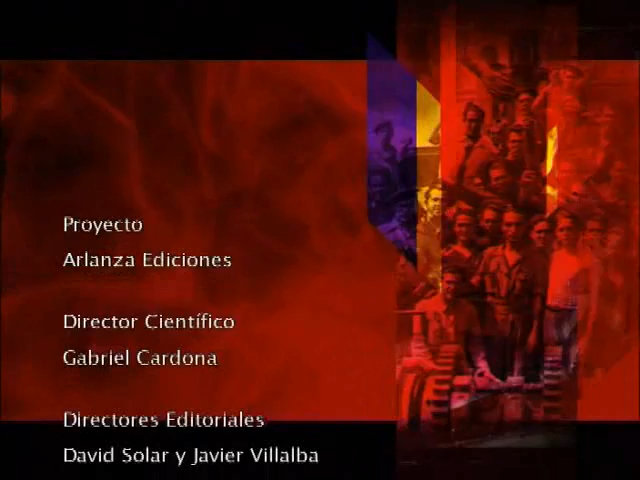 Proyecto
Arlanza Ediciones
Director Científico
Gabriel Cardona
Directores Editoriales
David Solar y Javier Villalba